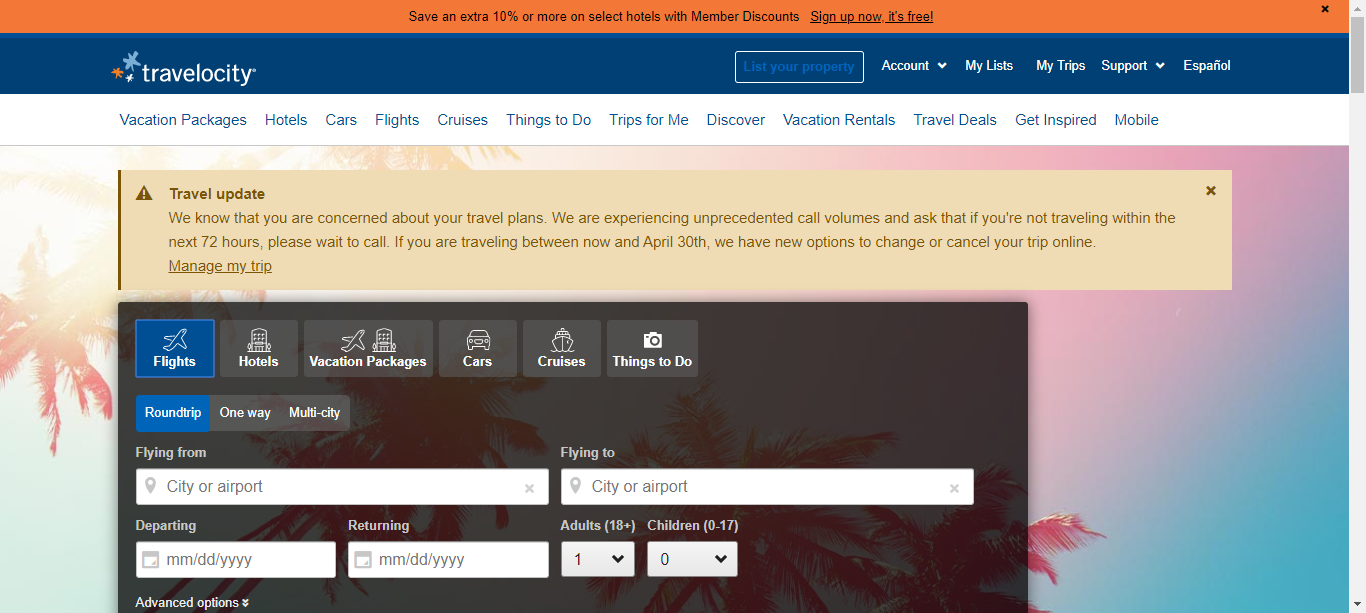 Save an extra 10% or more on select hotels with Member Discounts Sign up now, it's free!
travelocity
List your property Account My Lists My Trips Support Español
Vacation Packages Hotels Cars Flights Cruises Things to Do Trips for Me Discover Vacation Rentals Travel Deals Get Inspired Mobile
Travel update
We know that you are concerned about your travel plans. We are experiencing unprecedented call volumes and ask that if you're not traveling within the
next 72 hours, please wait to call. If you are traveling between now and April 30th, we have new options to change or cancel your trip online.
Manage my trip
Flights Hotels Vacation Packages Cars Cruises Things to Do
Roundtrip One way Multi-city
Flying from Flying to
City or airport City or airport
Departing Returning Adults (18+) Children (0-17)
mm/dd/yyyy mm/dd/yyyy 1 0
Advanced options